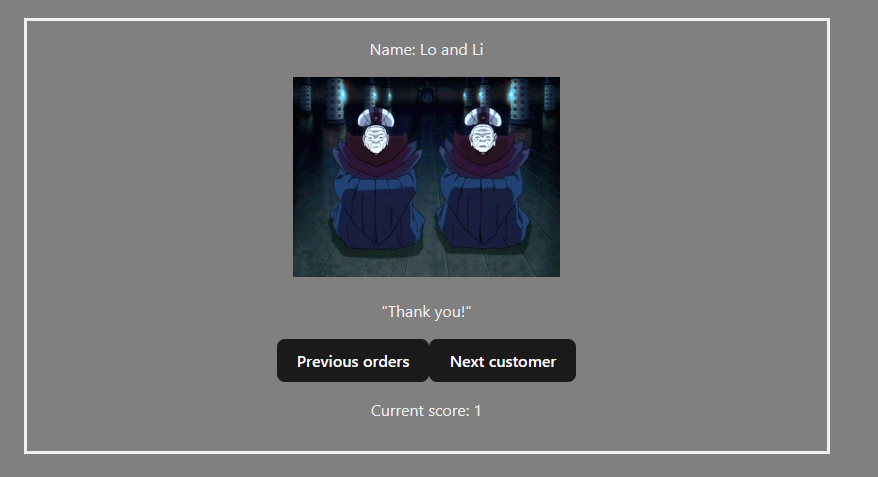 Name: Lo and Li
"Thank you!"
Previous orders
Next customer
Current score: 1